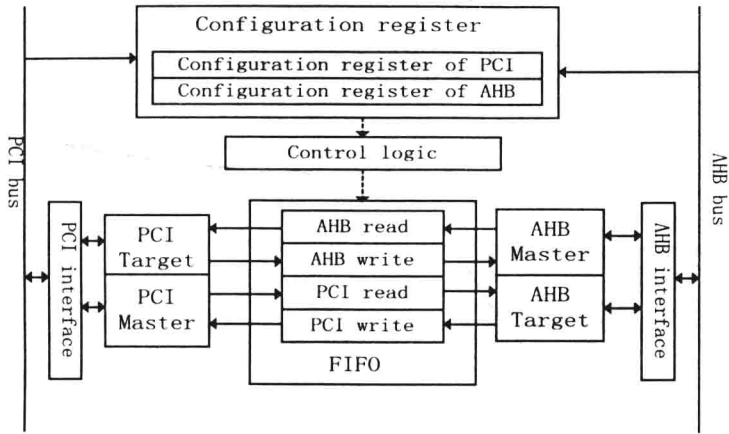 Configuration register
Configuration register of PCI
Configuration register of AHB
Control logic
PCI bus
AHB bus
PCI interface
PCI
Target
PCI
Master
AHB read
AHB write
PCI read
PCI write
FIFO
AHB
Master
AHB
Target
AHB interface